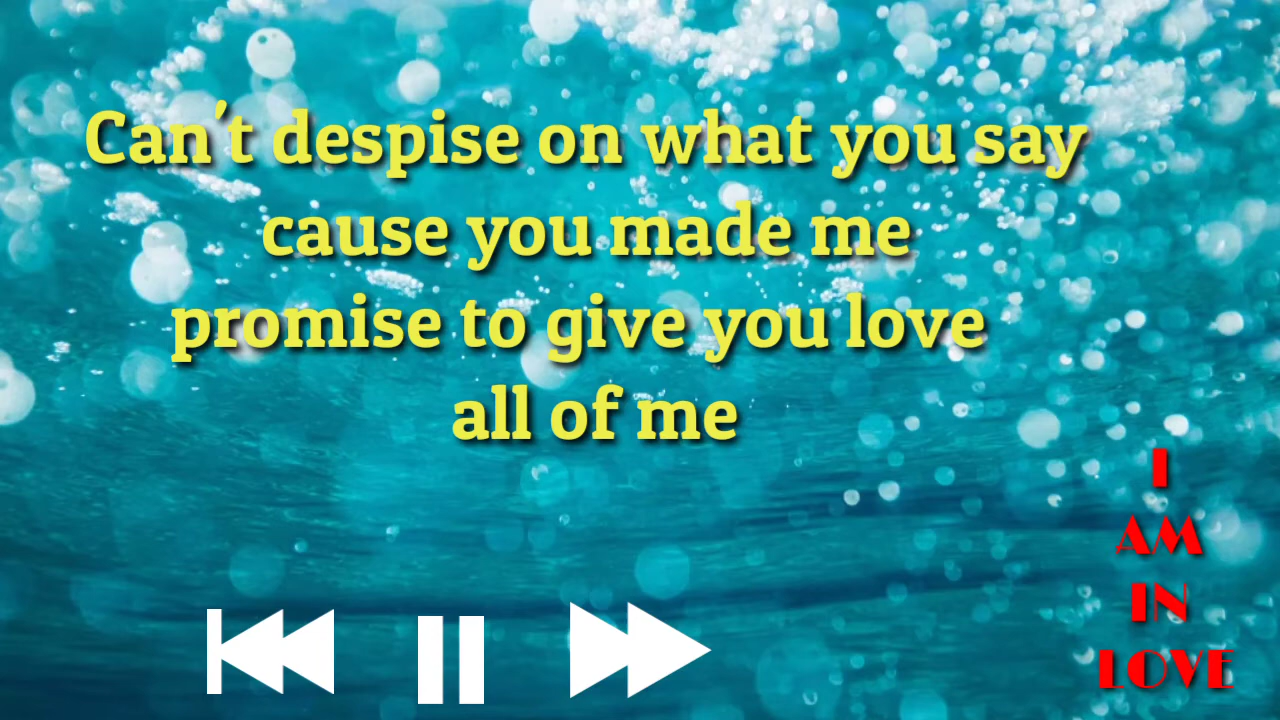 Can't despise on what you say
cause you made me
promise to give you love
all of me
I
AM
IN
LOVE